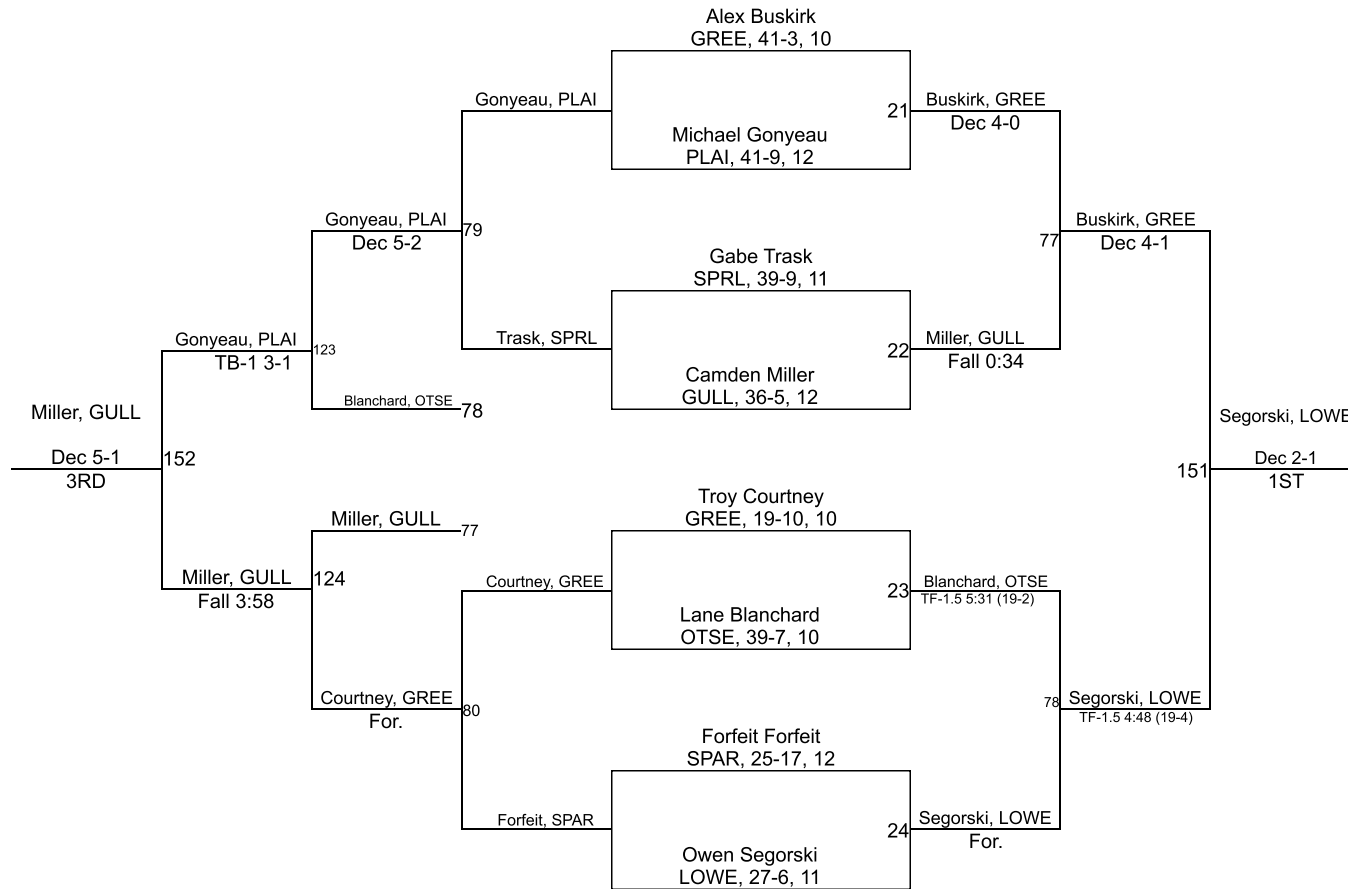 Alex Buskirk
GREE, 41-3, 10
Gonyeau, PLAI
21
Buskirk, GREE
Dec 4-0
Michael Gonyeau
PLAI, 41-9, 12
Gonyeau, PLAI
Dec 5-2
79
77
Buskirk, GREE
Dec 4-1
Gabe Trask
SPRL, 39-9, 11
Gonyeau, PLAI
TB-1 3-1
123
Trask, SPRL
22
Miller, GULL
Fall 0:34
Camden Miller
GULL, 36-5, 12
Blanchard, OTSE
78
Miller, GULL
Dec 5-1
3RD
152
Segorski, LOWE
151
Dec 2-1
1ST
Troy Courtney
GREE, 19-10, 10
Miller, GULL
77
Miller, GULL
Fall 3:58
124
Courtney, GREE
23
Blanchard, OTSE
TF-1.5 5:31 (19-2)
Lane Blanchard
OTSE, 39-7, 10
Courtney, GREE
For.
80
78
Segorski, LOWE
TF-1.5 4:48 (19-4)
Forfeit Forfeit
SPAR, 25-17, 12
Forfeit, SPAR
24
Segorski, LOWE
For.
Owen Segorski
LOWE, 27-6, 11